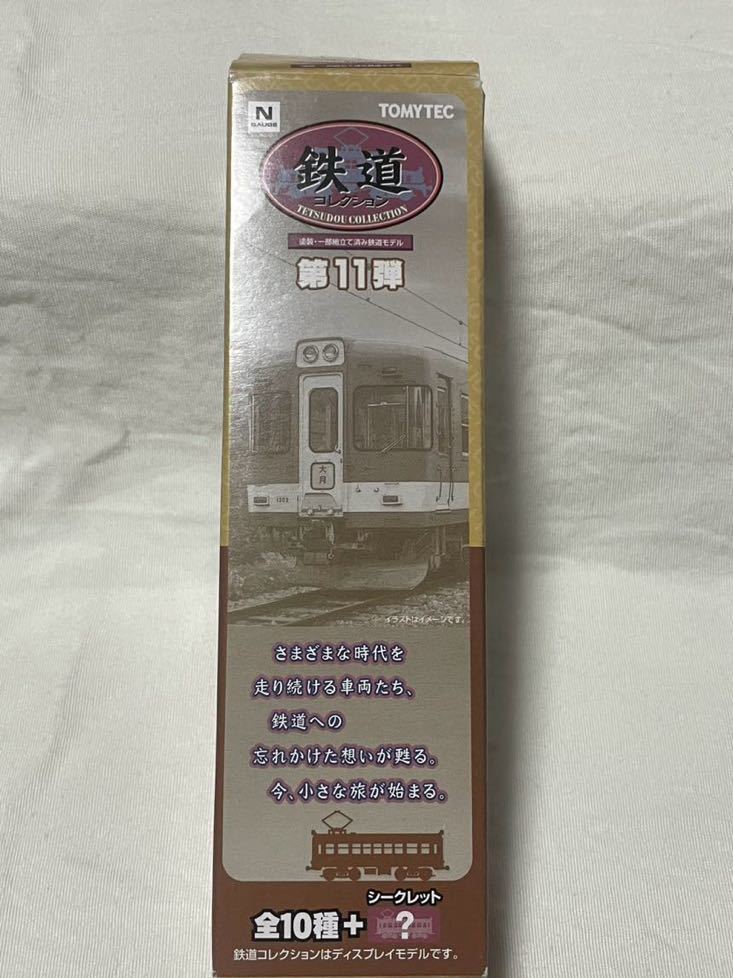 N
GAUGE
TOMYTEC
鉄道
コレクション
TETSUDOU COLLECTION
塗装・一部組立て済み鉄道モデル
第11弾
大月
イラストはイメージです。
さまざまな時代を
走り続ける車両たち、
鉄道への
忘れかけた想いが甦る。
今、小さな旅が始まる。
シークレット
全10種＋ ?
鉄道コレクションはディスプレイモデルです。